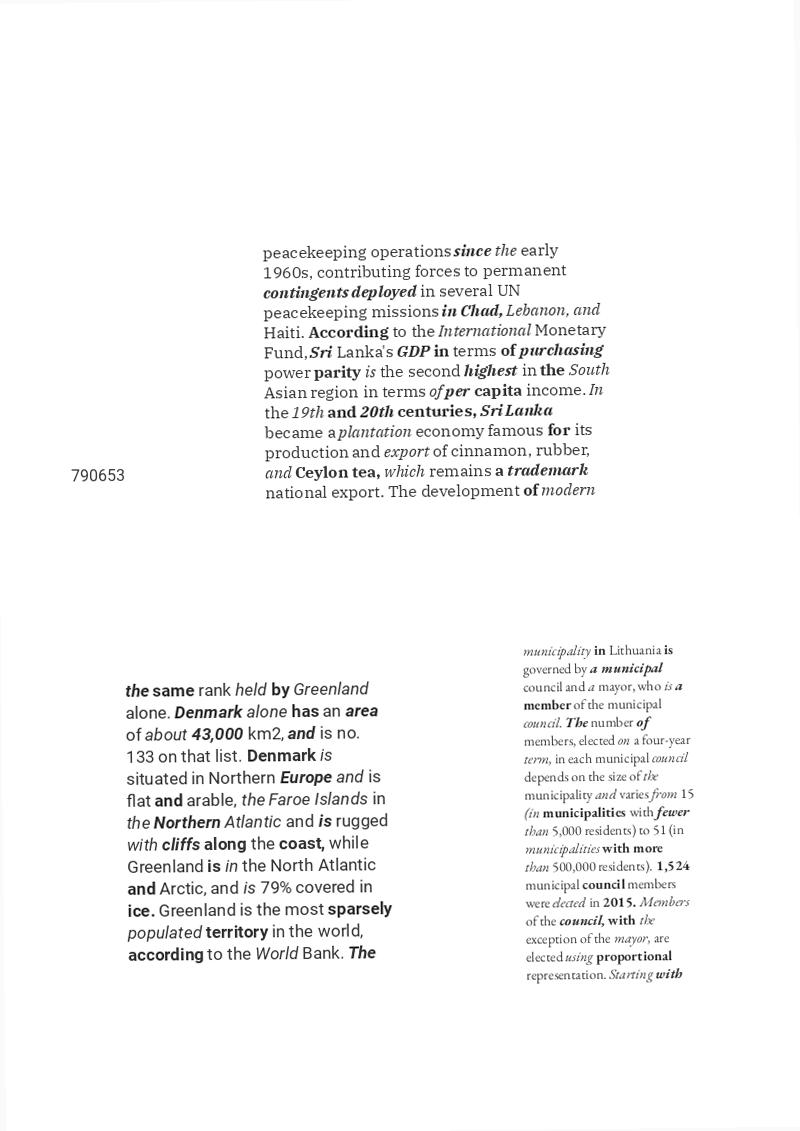 peacekeeping operations since the early
1960s, contributing forces to permanent
contingents deployed in several UN
peacekeeping missions in Chad, Lebanon, and
Haiti. According to the International Monetary
Fund, Sri Lanka's GDP in terms of purchasing
power parity is the second highest in the South
Asian region in terms of per capita income. In
the 19th and 20th centuries, Sri Lanka
became a plantation economy famous for its
production and export of cinnamon, rubber,
and Ceylon tea, which remains a trademark
national export. The development of modern
790653
the same rank held by Greenland
alone. Denmark alone has an area
of about 43,000 km2, and is no.
133 on that list. Denmark is
situated in Northern Europe and is
flat and arable, the Faroe Islands in
the Northern Atlantic and is rugged
with cliffs along the coast, while
Greenland is in the North Atlantic
and Arctic, and is 79% covered in
ice. Greenland is the most sparsely
populated territory in the world,
according to the World Bank. The
municipality in Lithuania is
governed by a municipal
council and a mayor, who is a
member of the municipal
council. The number of
members, elected on a four-year
term, in each municipal council
depends on the size of the
municipality and varies from 15
(in municipalities with fewer
than 5,000 residents) to 51 (in
municipalities with more
than 500,000 residents). 1,524
municipal council members
were elected in 2015. Members
of the council, with the
exception of the mayor, are
elected using proportional
representation. Starting with